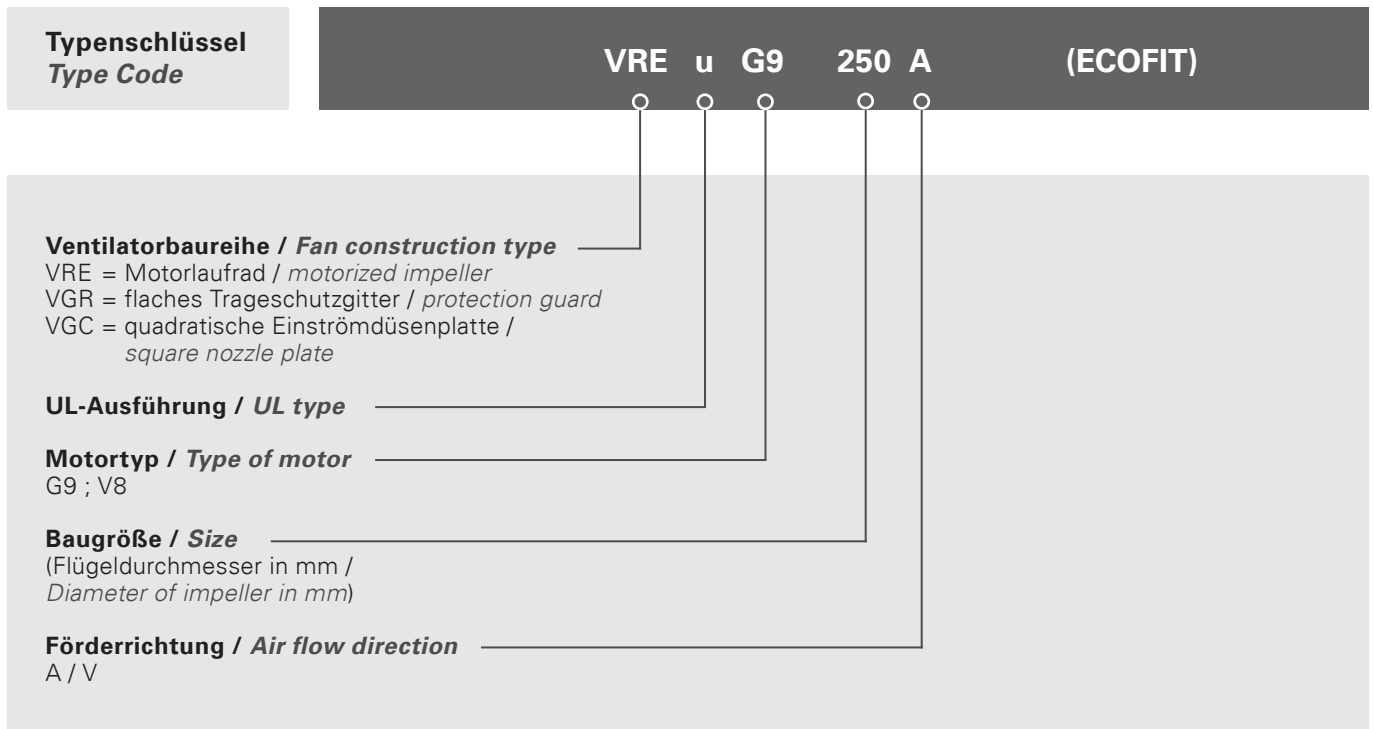 Typenschlüssel
Type Code
VRE u G9 250 A (ECOFIT)
Ventilatorbaureihe / Fan construction type
VRE = Motorlaufrad / motorized impeller
VGR = flaches Trageschutzgitter / protection guard
VGC = quadratische Einströmdüsenplatte /
square nozzle plate
UL-Ausführung / UL type
Motortyp / Type of motor
G9 ; V8
Baugröße / Size
(Flügeldurchmesser in mm /
Diameter of impeller in mm)
Förderrichtung / Air flow direction
A / V